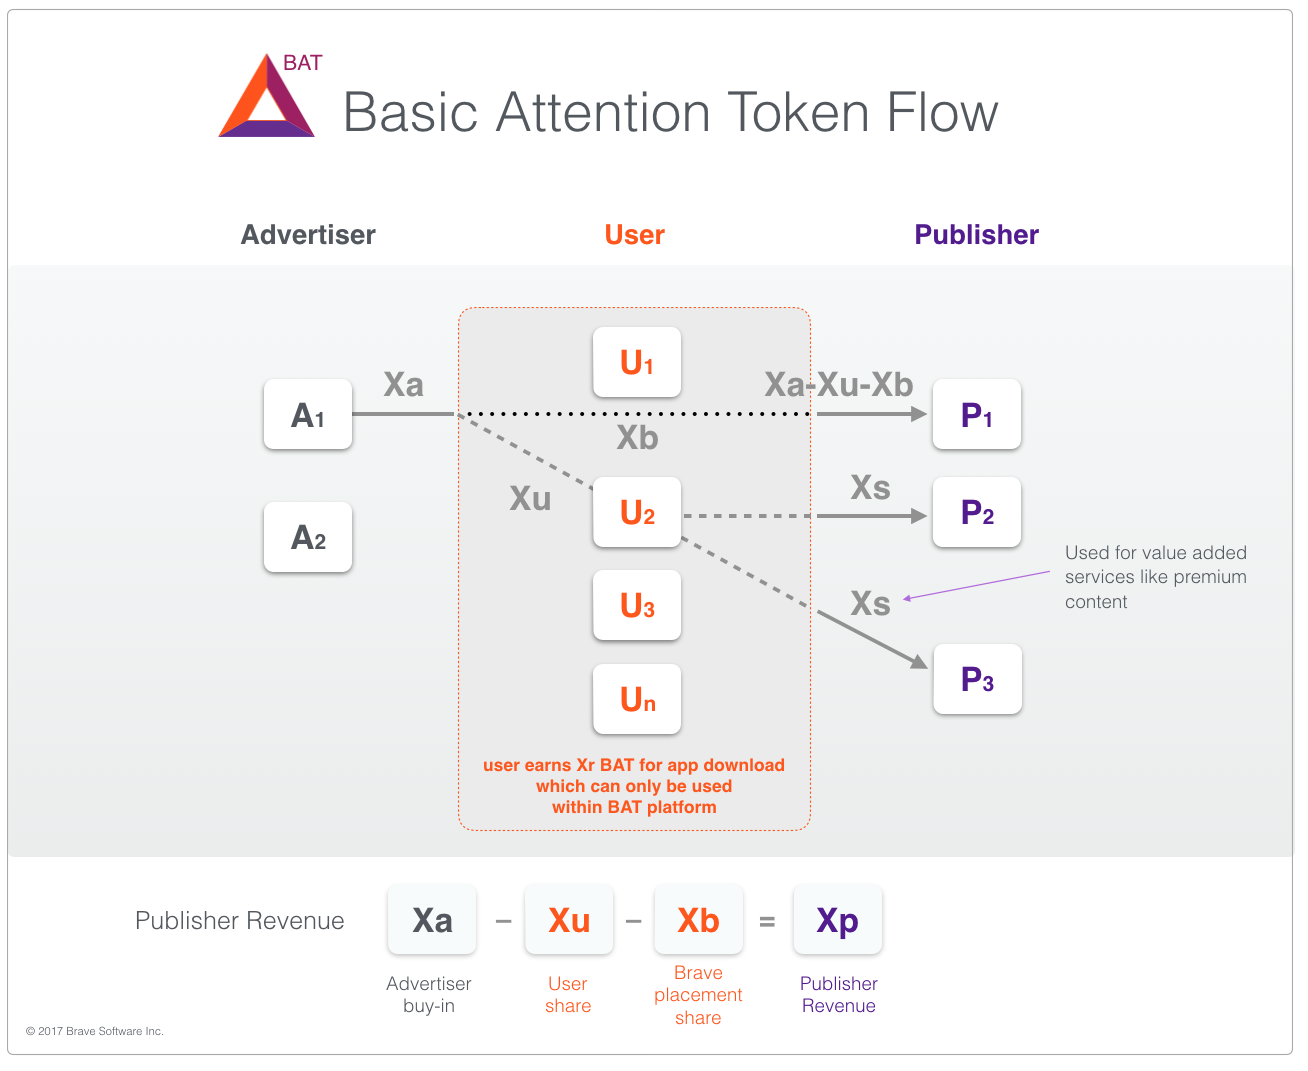 BAT
Basic Attention Token Flow
Advertiser
User
Publisher
U1
Xa
Xa-Xu-Xb
A1
P1
Xb
Xu
U2
Xs
P2
A2
Used for value added
services like premium
content
U3
Xs
P3
Un
user earns Xr BAT for app download
which can only be used
within BAT platform
Publisher Revenue
Xa – Xu – Xb = Xp
Advertiser
buy-in
User
share
Brave
placement
share
Publisher
Revenue
© 2017 Brave Software Inc.